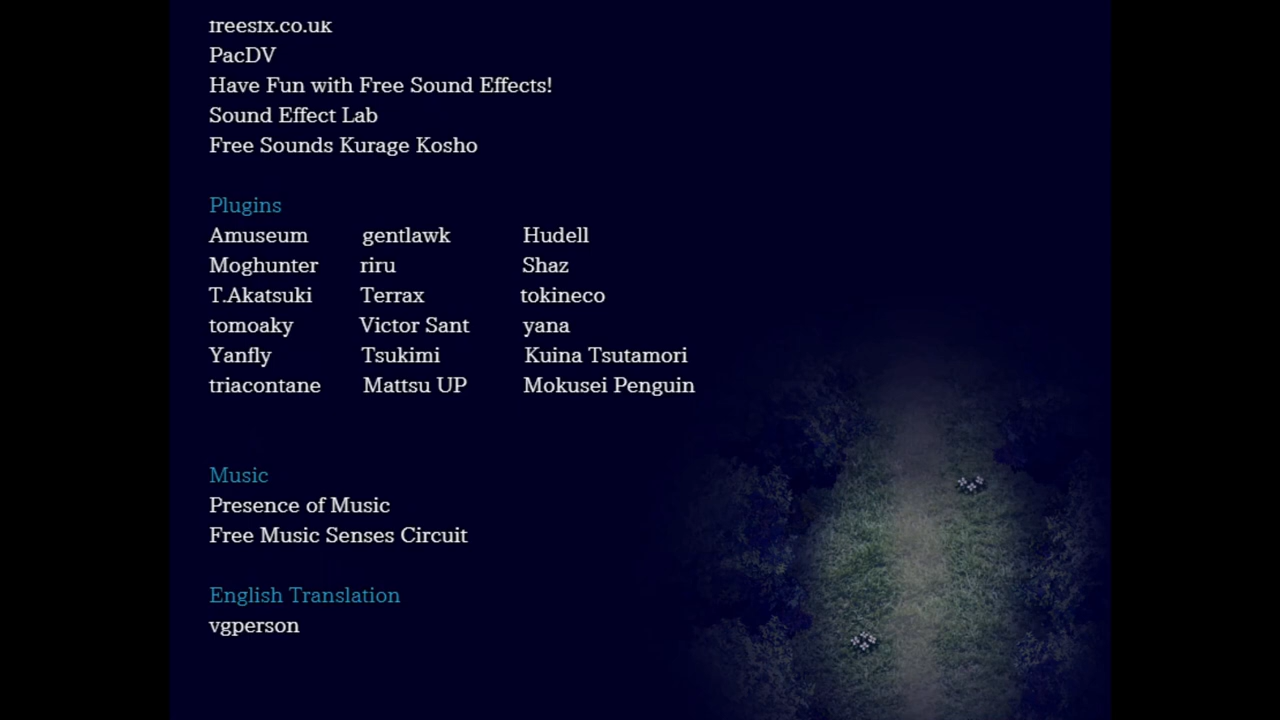 freesfx.co.uk
PacDV
Have Fun with Free Sound Effects!
Sound Effect Lab
Free Sounds Kurage Kosho
Plugins
Amuseum gentlawk Hudell
Moghunter riru Shaz
T.Akatsuki Terrax tokineco
tomoaky Victor Sant yana
Yanfly Tsukimi Kuina Tsutamori
triacontane Mattsu UP Mokusei Penguin
Music
Presence of Music
Free Music Senses Circuit
English Translation
vgperson